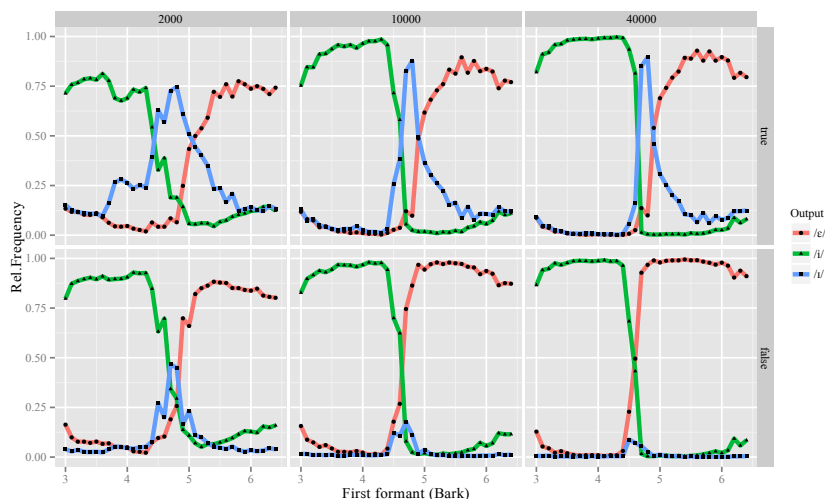 2000 10000 40000
1.00
0.75
0.50
0.25
0.00
true
1.00
0.75
0.50
0.25
0.00
false
Rel.Frequency
3 4 5 6 3 4 5 6 3 4 5 6
First formant (Bark)
Output
/ɛ/
/i/
/ɪ/